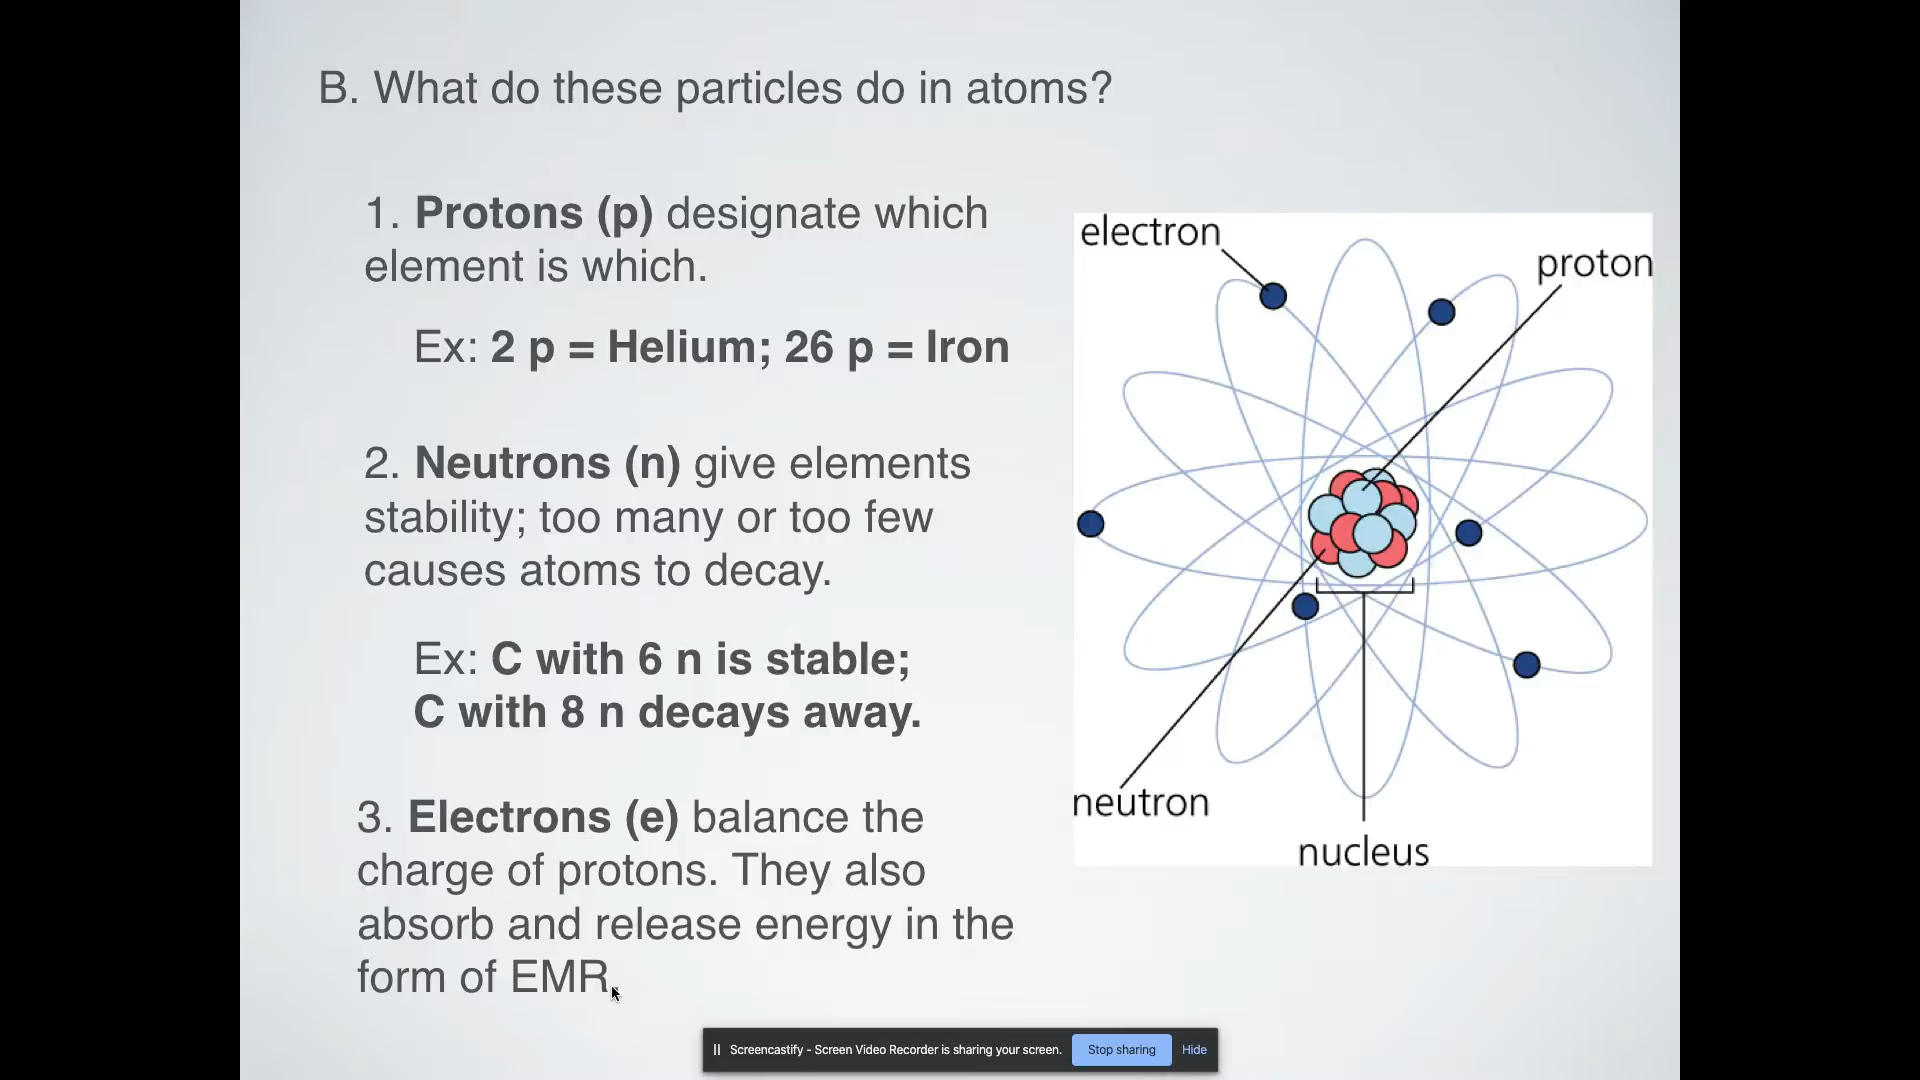 B. What do these particles do in atoms?
1. Protons (p) designate which
element is which.
Ex: 2 p = Helium; 26 p = Iron
2. Neutrons (n) give elements
stability; too many or too few
causes atoms to decay.
Ex: C with 6 n is stable;
C with 8 n decays away.
3. Electrons (e) balance the
charge of protons. They also
absorb and release energy in the
form of EMR.
electron
proton
neutron
nucleus
Screencastify - Screen Video Recorder is sharing your screen.
Stop sharing
Hide